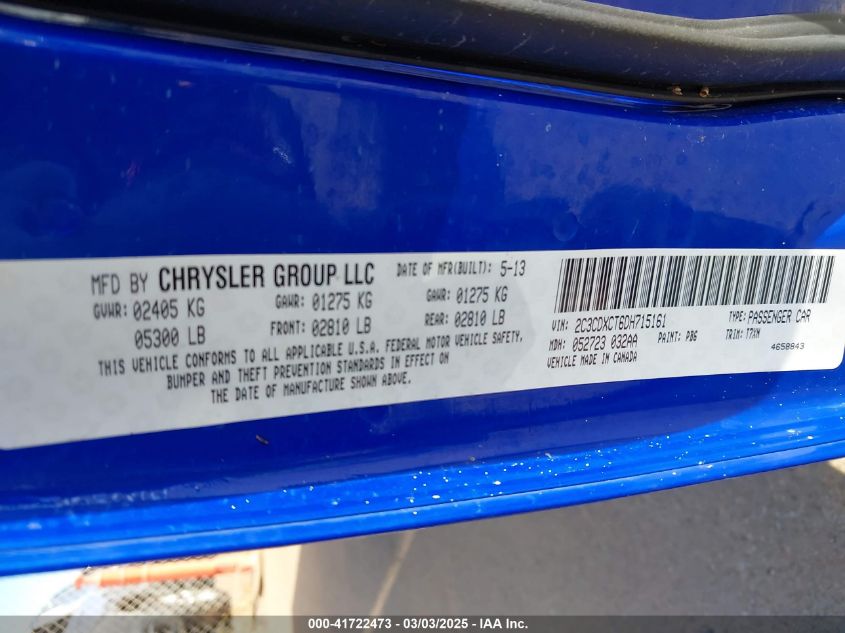 MFD BY CHRYSLER GROUP LLC DATE OF MFR(BUILT): 5-13
GVWR: 02405 KG GAWR: 01275 KG GAWR: 01275 KG
05300 LB FRONT: 02810 LB REAR: 02810 LB
THIS VEHICLE CONFORMS TO ALL APPLICABLE U.S.A. FEDERAL MOTOR VEHICLE SAFETY,
BUMPER AND THEFT PREVENTION STANDARDS IN EFFECT ON
THE DATE OF MANUFACTURE SHOWN ABOVE.
VIN: 2C3CDXCT6DH715161 TYPE: PASSENGER CAR
MDH: 052723 032AA PAINT: PB6 TRIM: T7XW
VEHICLE MADE IN CANADA 4658843
000-41722473 - 03/03/2025 - IAA Inc.